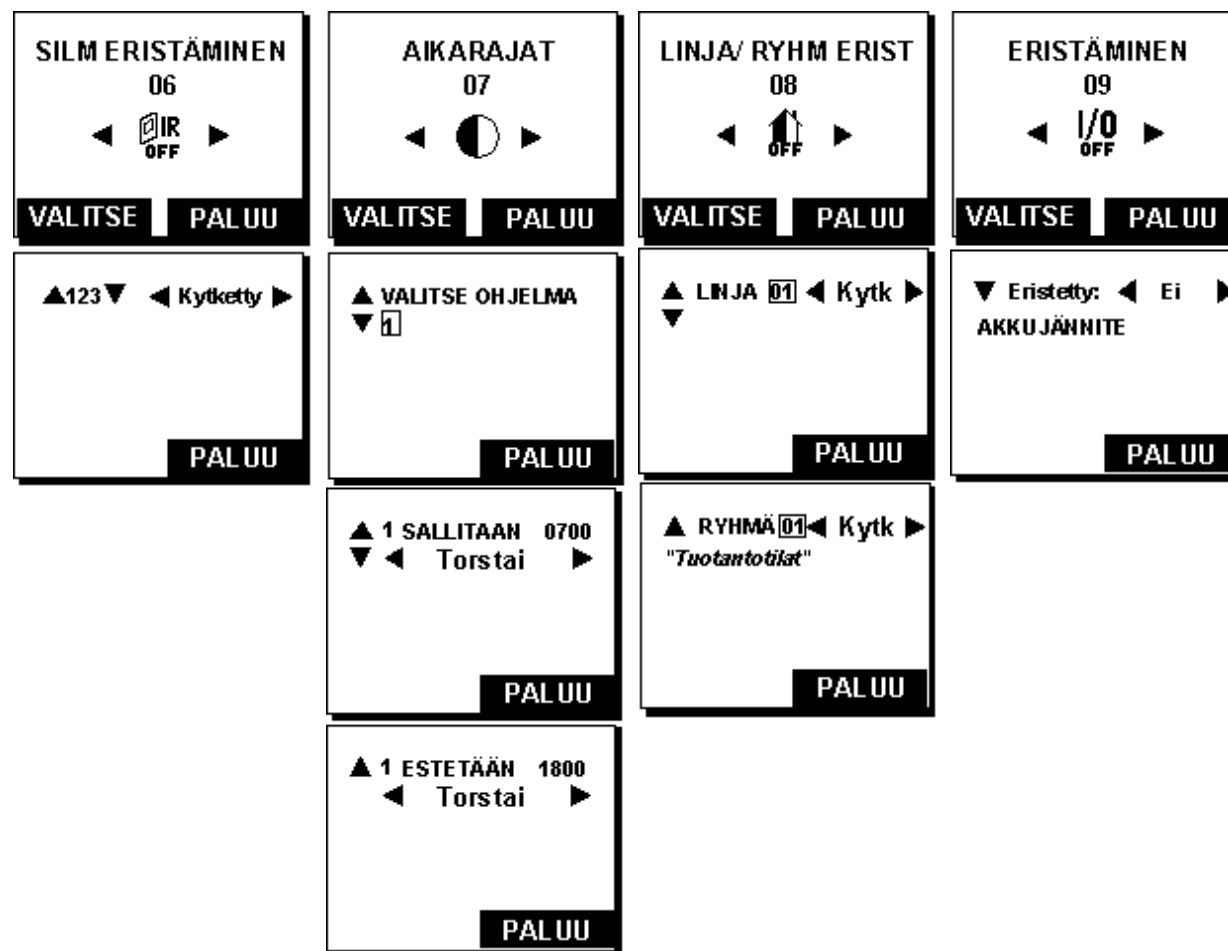 SILM ERISTÄMINEN
06
IR
OFF
VALITSE PALUU
123 Kytketty
PALUU
AIKARAJAT
07
VALITSE PALUU
VALITSE OHJELMA
1
PALUU
1 SALLITAAN 0700
Torstai
PALUU
1 ESTETÄÄN 1800
Torstai
PALUU
LINJA/ RYHM ERIST
08
OFF
VALITSE PALUU
LINJA 01 Kytk
PALUU
RYHMÄ 01 Kytk
"Tuotantotilat"
PALUU
ERISTÄMINEN
09
I/O
OFF
VALITSE PALUU
Eristetty: Ei
AKKUJÄNNITE
PALUU